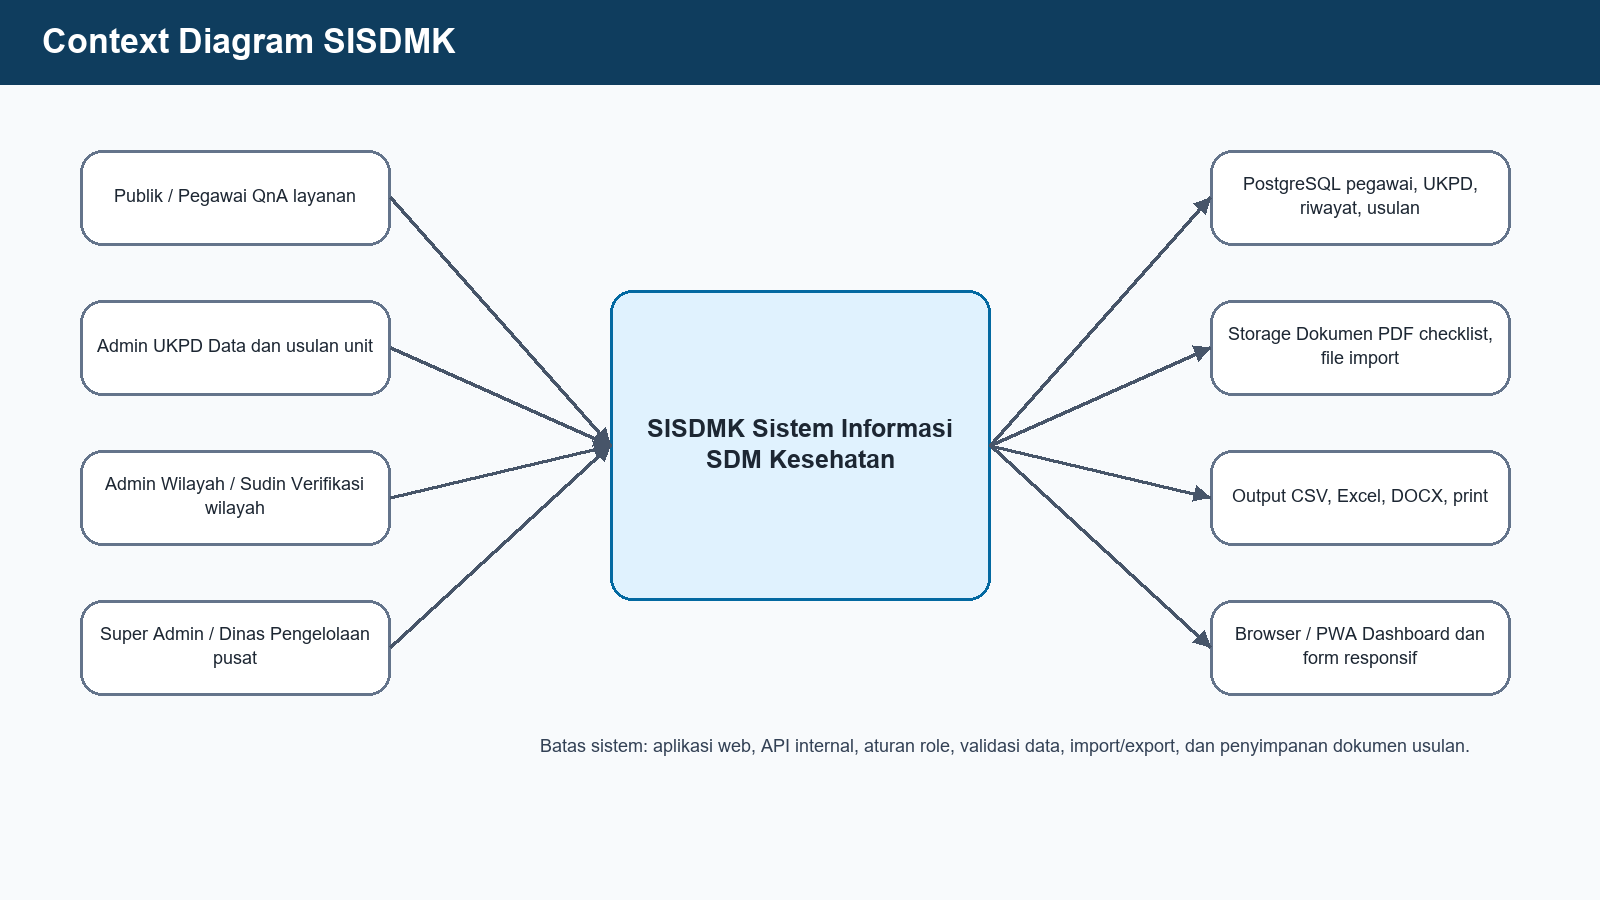 Context Diagram SISDMK
Publik / Pegawai QnA layanan
Admin UKPD Data dan usulan unit
Admin Wilayah / Sudin Verifikasi
wilayah
Super Admin / Dinas Pengelolaan
pusat
SISDMK Sistem Informasi
SDM Kesehatan
PostgreSQL pegawai, UKPD,
riwayat, usulan
Storage Dokumen PDF checklist,
file import
Output CSV, Excel, DOCX, print
Browser / PWA Dashboard dan
form responsif
Batas sistem: aplikasi web, API internal, aturan role, validasi data, import/export, dan penyimpanan dokumen usulan.